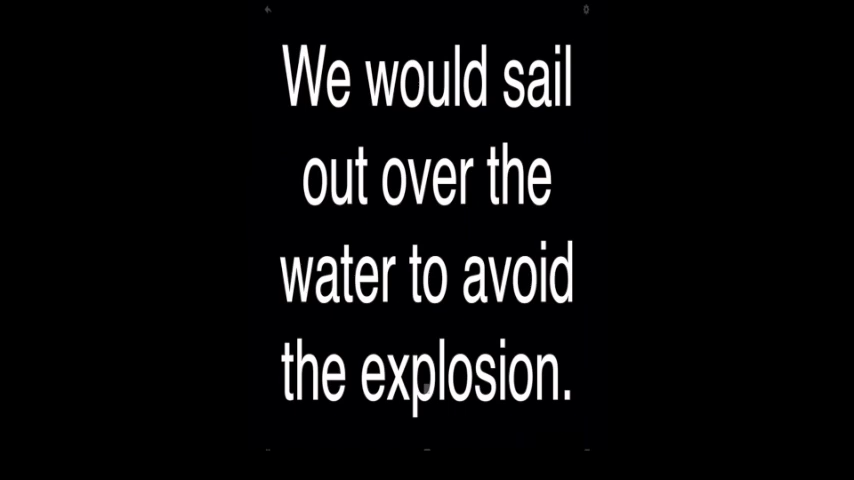 We would sail
out over the
water to avoid
the explosion.